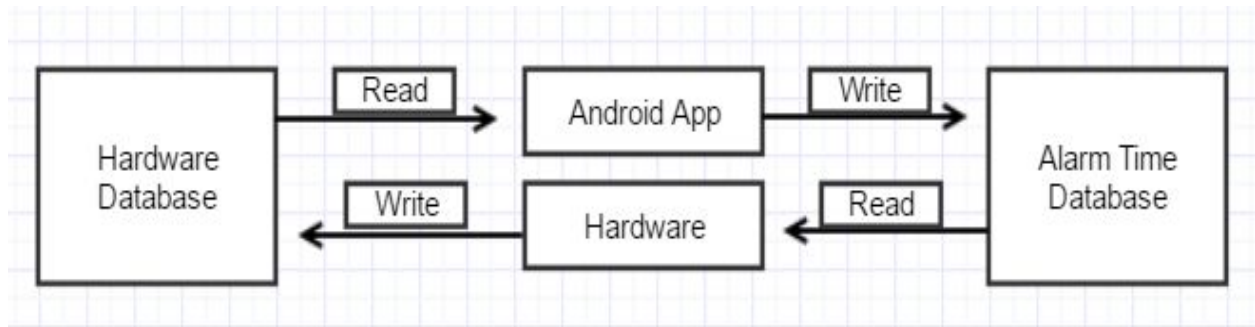 Read
Android App
Write
Hardware
Database
Alarm Time
Database
Write
Hardware
Read